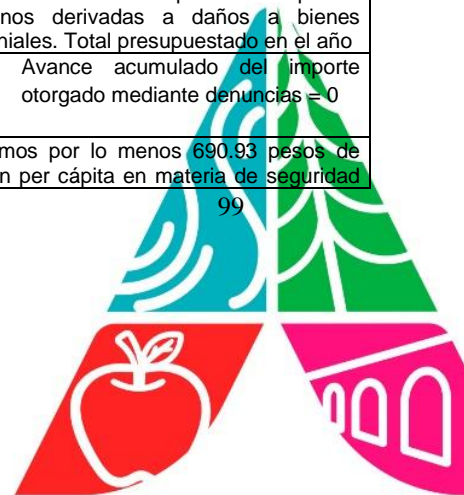 nos derivadas a daños a bienes
niales. Total presupuestado en el año
Avance acumulado del importe
otorgado mediante denuncias = 0
mos por lo menos 690.93 pesos de
n per cápita en materia de seguridad
99